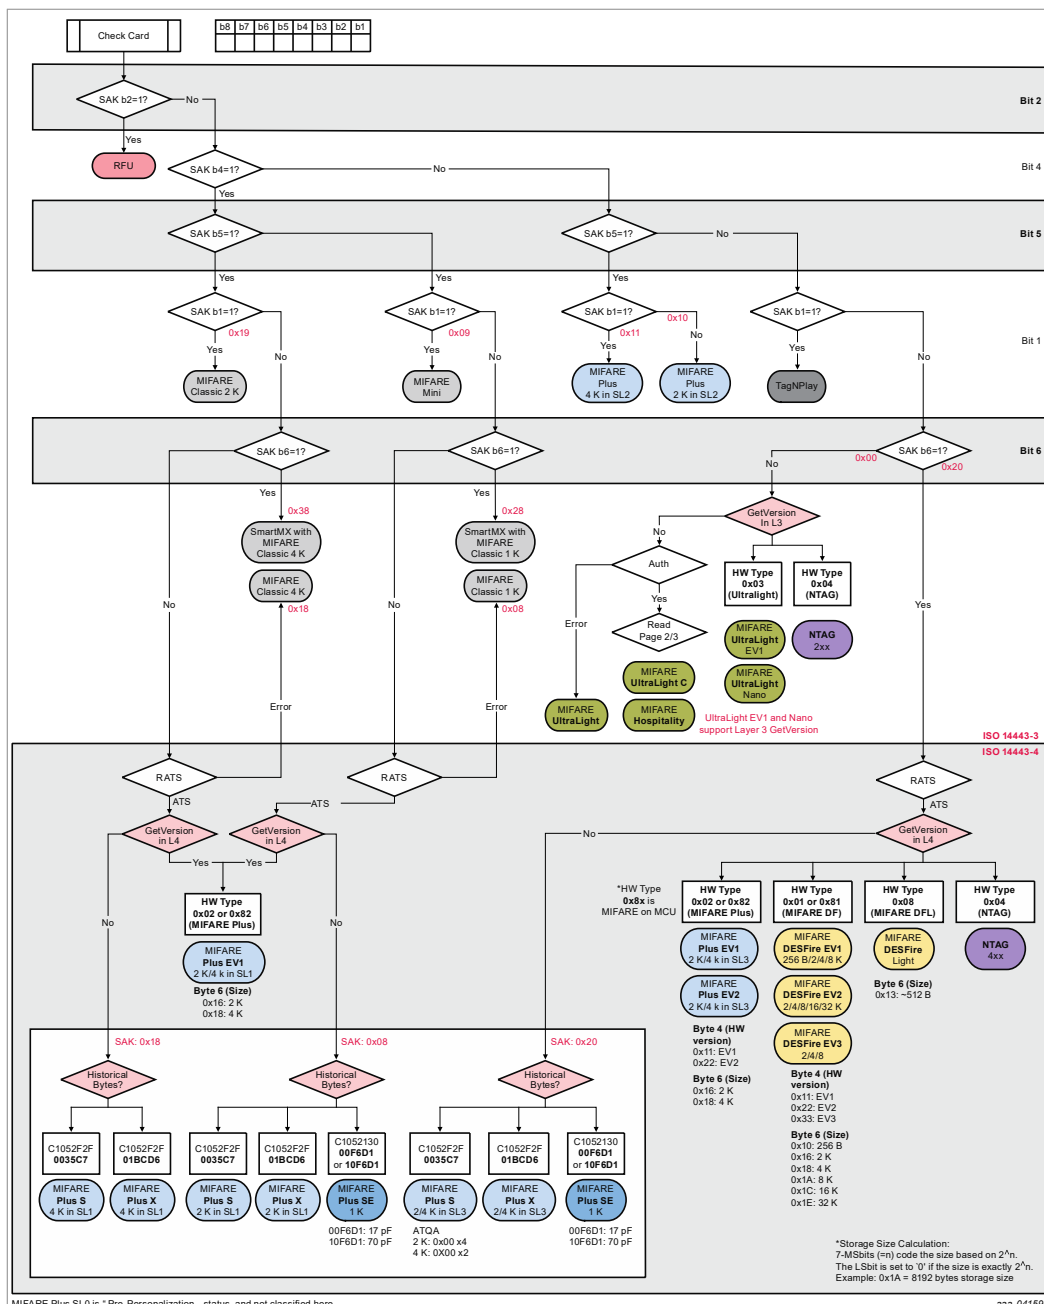 Check Card
b8 b7 b6 b5 b4 b3 b2 b1
SAK b2=1?
No
Bit 2
Yes
RFU
SAK b4=1?
No
Bit 4
Yes
SAK b5=1?
SAK b5=1?
No
Bit 5
Yes
Yes
SAK b1=1?
SAK b1=1?
SAK b1=1?
0x10
SAK b1=1?
0x19
0x09
0x11
Bit 1
Yes
No
Yes
No
Yes
No
Yes
No
MIFARE
Classic 2 K
MIFARE
Mini
MIFARE
Plus
4 K in SL2
MIFARE
Plus
2 K in SL2
TagNPlay
SAK b6=1?
SAK b6=1?
SAK b6=1?
Bit 6
0x00
0x20
No
Yes
0x38
Yes
0x28
SmartMX with
MIFARE
Classic 4 K
SmartMX with
MIFARE
Classic 1 K
MIFARE
Classic 4 K
MIFARE
Classic 1 K
0x18
0x08
No
No
Yes
GetVersion
In L3
No
Auth
HW Type
0x03
(Ultralight)
HW Type
0x04
(NTAG)
Yes
Error
Read
Page 2/3
MIFARE
UltraLight
EV1
NTAG
2xx
MIFARE
UltraLight C
MIFARE
UltraLight
Nano
MIFARE
UltraLight
MIFARE
Hospitality
UltraLight EV1 and Nano
support Layer 3 GetVersion
Error
Error
ISO 14443-3
ISO 14443-4
RATS
RATS
RATS
ATS
ATS
ATS
GetVersion
in L4
GetVersion
in L4
GetVersion
in L4
No
Yes
Yes
HW Type
0x02 or 0x82
(MIFARE Plus)
No
No
MIFARE
Plus EV1
2 K/4 k in SL1
Byte 6 (Size)
0x16: 2 K
0x18: 4 K
*HW Type
0x8x is
MIFARE on MCU
HW Type
0x02 or 0x82
(MIFARE Plus)
HW Type
0x01 or 0x81
(MIFARE DF)
HW Type
0x08
(MIFARE DFL)
HW Type
0x04
(NTAG)
MIFARE
Plus EV1
2 K/4 k in SL3
MIFARE
DESFire EV1
256 B/2/4/8 K
MIFARE
DESFire
Light
NTAG
4xx
MIFARE
Plus EV2
2 K/4 k in SL3
MIFARE
DESFire EV2
2/4/8/16/32 K
Byte 6 (Size)
0x13: ~512 B
MIFARE
DESFire EV3
2/4/8
Byte 4 (HW
version)
0x11: EV1
0x22: EV2
Byte 6 (Size)
0x16: 2 K
0x18: 4 K
Byte 4 (HW
version)
0x11: EV1
0x22: EV2
0x33: EV3
Byte 6 (Size)
0x10: 256 B
0x16: 2 K
0x18: 4 K
0x1A: 8 K
0x1C: 16 K
0x1E: 32 K
SAK: 0x18
SAK: 0x08
SAK: 0x20
Historical
Bytes?
Historical
Bytes?
Historical
Bytes?
C1052F2F
0035C7
C1052F2F
01BCD6
C1052F2F
0035C7
C1052F2F
01BCD6
C1052130
00F6D1
or 10F6D1
C1052F2F
0035C7
C1052F2F
01BCD6
C1052130
00F6D1
or 10F6D1
MIFARE
Plus S
4 K in SL1
MIFARE
Plus X
4 K in SL1
MIFARE
Plus S
2 K in SL1
MIFARE
Plus X
2 K in SL1
MIFARE
Plus SE
1 K
MIFARE
Plus S
2/4 K in SL3
MIFARE
Plus X
2/4 K in SL3
MIFARE
Plus SE
1 K
00F6D1: 17 pF
10F6D1: 70 pF
ATQA
2 K: 0x00 x4
4 K: 0X00 x2
00F6D1: 17 pF
10F6D1: 70 pF
*Storage Size Calculation:
7-MSbits (=n) code the size based on 2^n.
The LSbit is set to '0' if the size is exactly 2^n.
Example: 0x1A = 8192 bytes storage size
MIFARE Plus SL0 is " Pre-Personalization status, and not classified here
aaa-04159